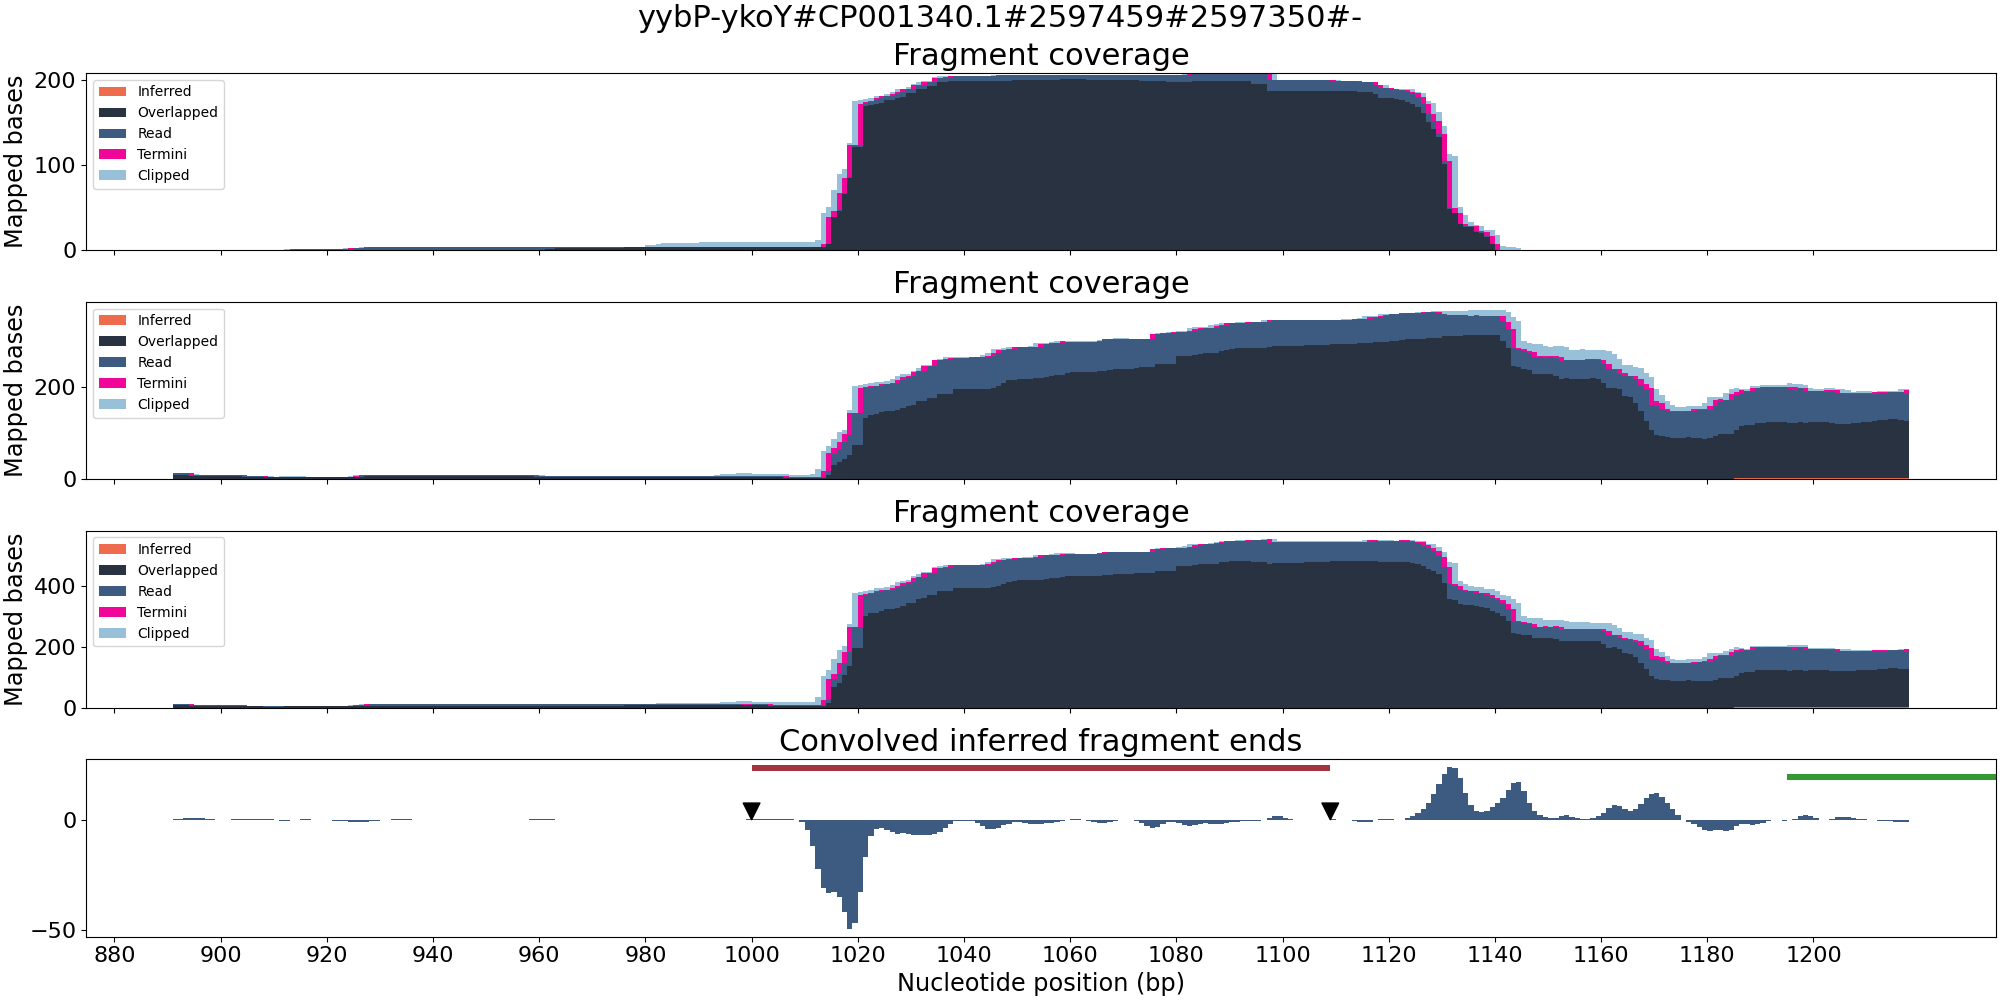 yybP-ykoY#CP001340.1#2597459#2597350#-
Fragment coverage
Mapped bases
200
100
0
Inferred
Overlapped
Read
Termini
Clipped
Fragment coverage
Mapped bases
200
0
Inferred
Overlapped
Read
Termini
Clipped
Fragment coverage
Mapped bases
400
200
0
Inferred
Overlapped
Read
Termini
Clipped
Convolved inferred fragment ends
0
−50
880 900 920 940 960 980 1000 1020 1040 1060 1080 1100 1120 1140 1160 1180 1200
Nucleotide position (bp)